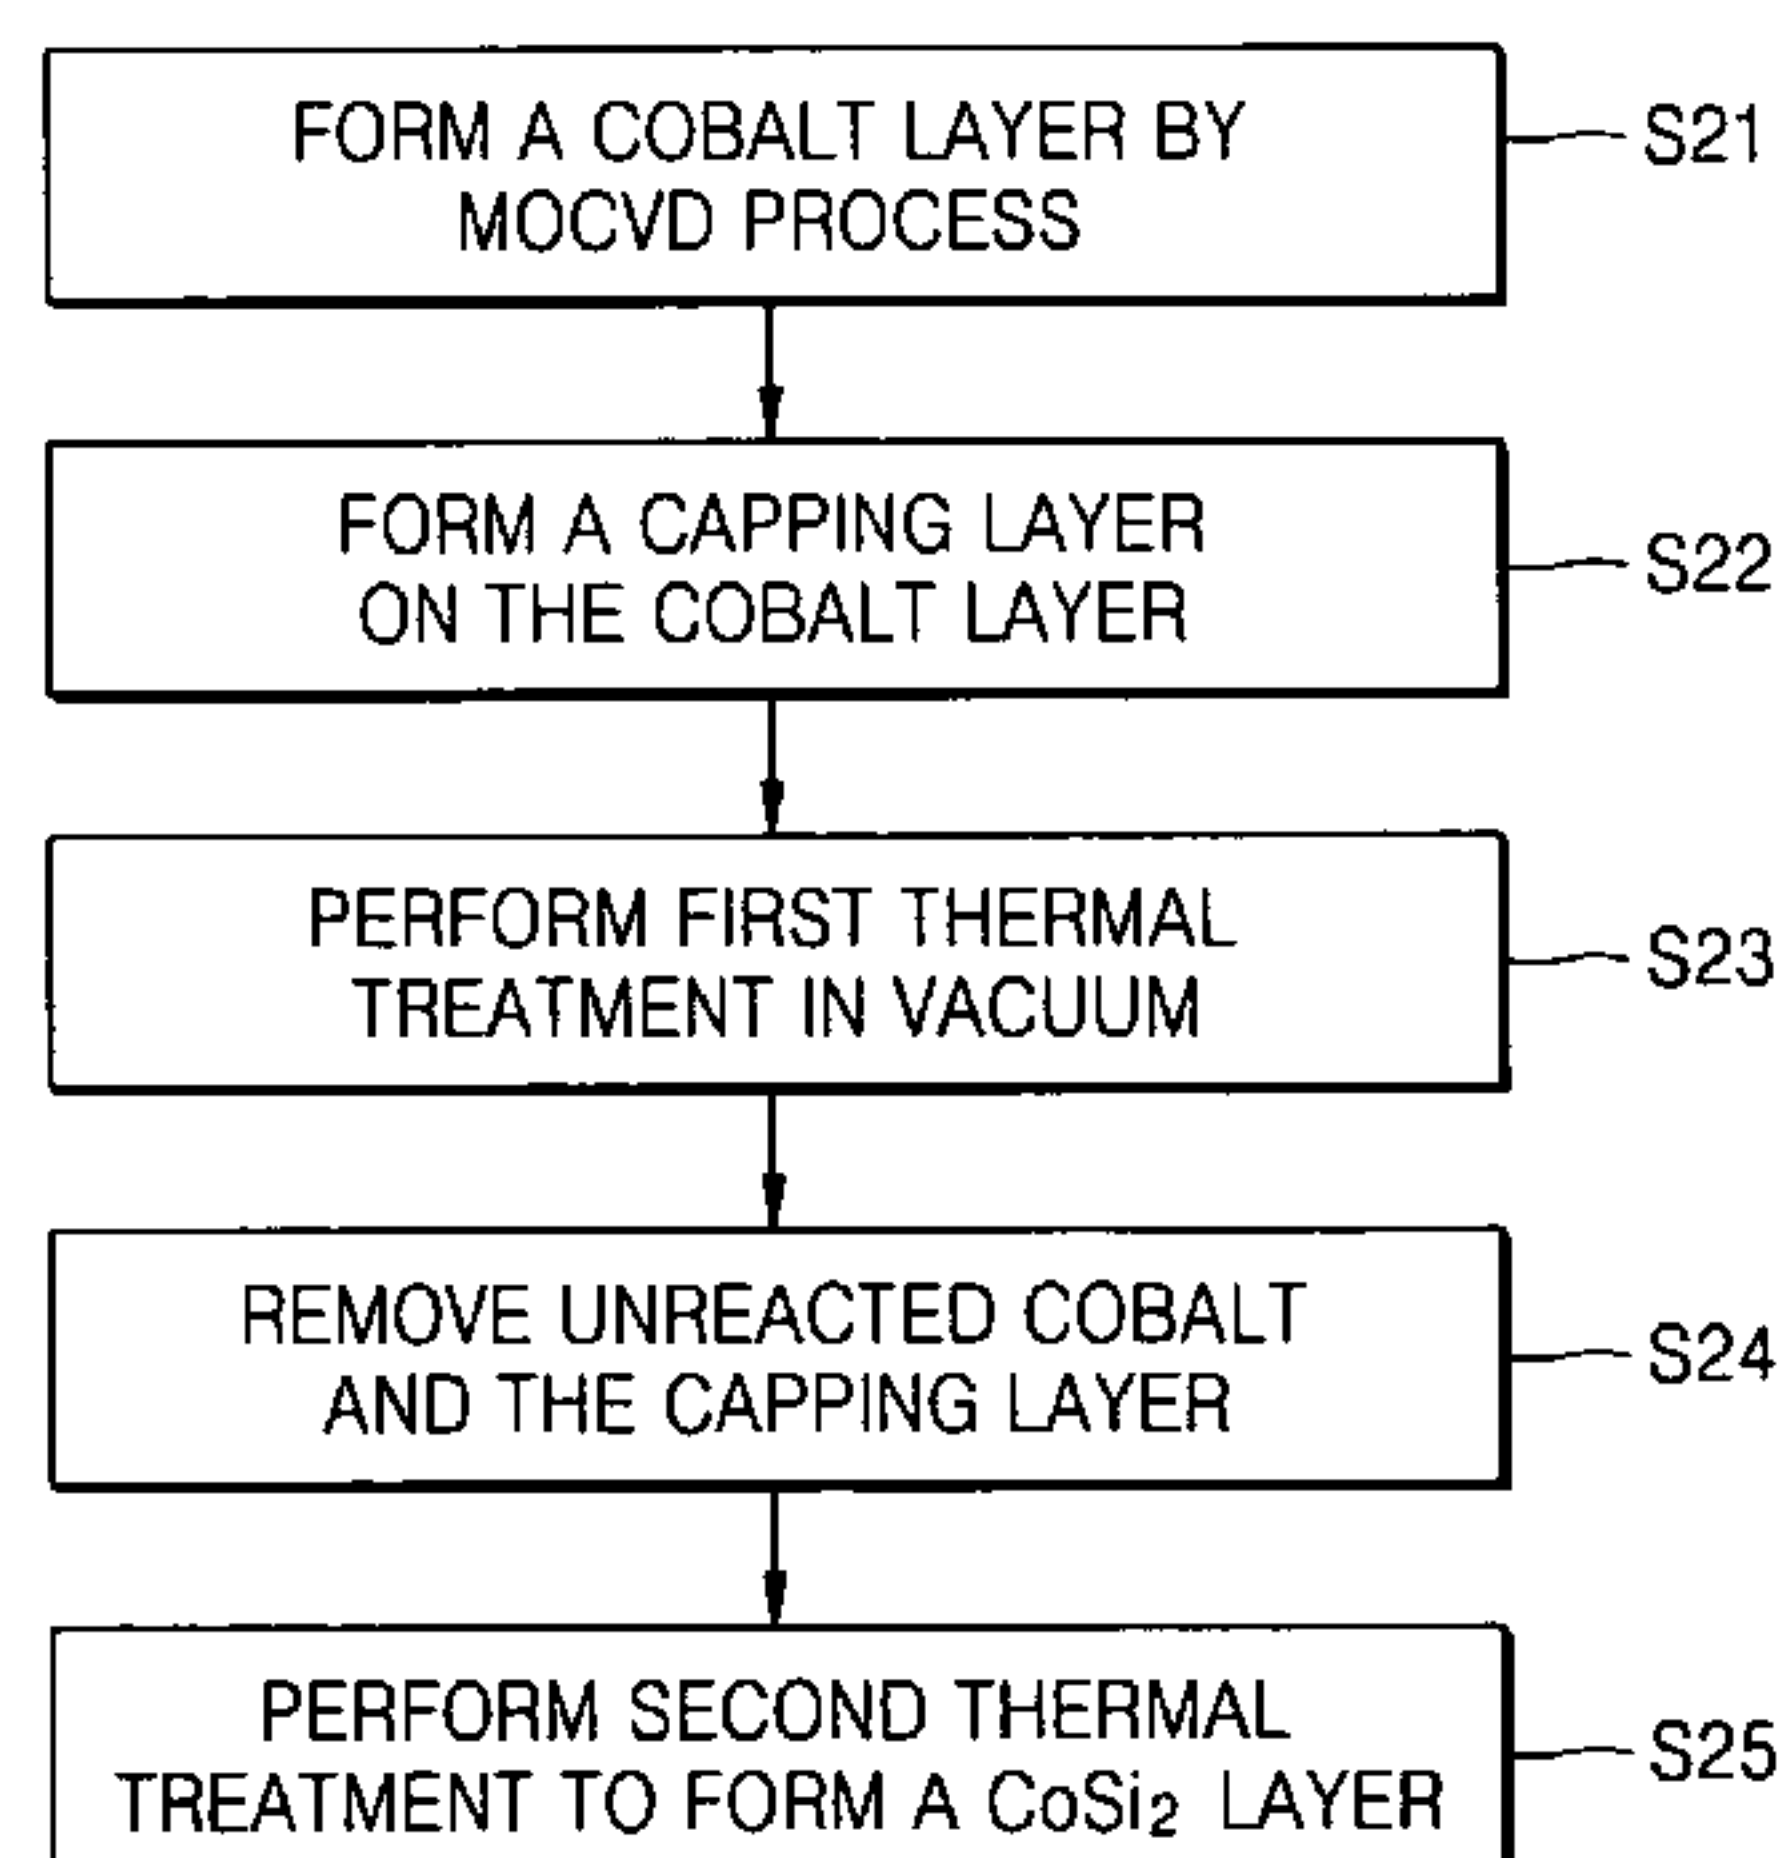 FORM A COBALT LAYER BY
MOCVD PROCESS
S21
FORM A CAPPING LAYER
ON THE COBALT LAYER
S22
PERFORM FIRST THERMAL
TREATMENT IN VACUUM
S23
REMOVE UNREACTED COBALT
AND THE CAPPING LAYER
S24
PERFORM SECOND THERMAL
TREATMENT TO FORM A CoSi₂ LAYER
S25